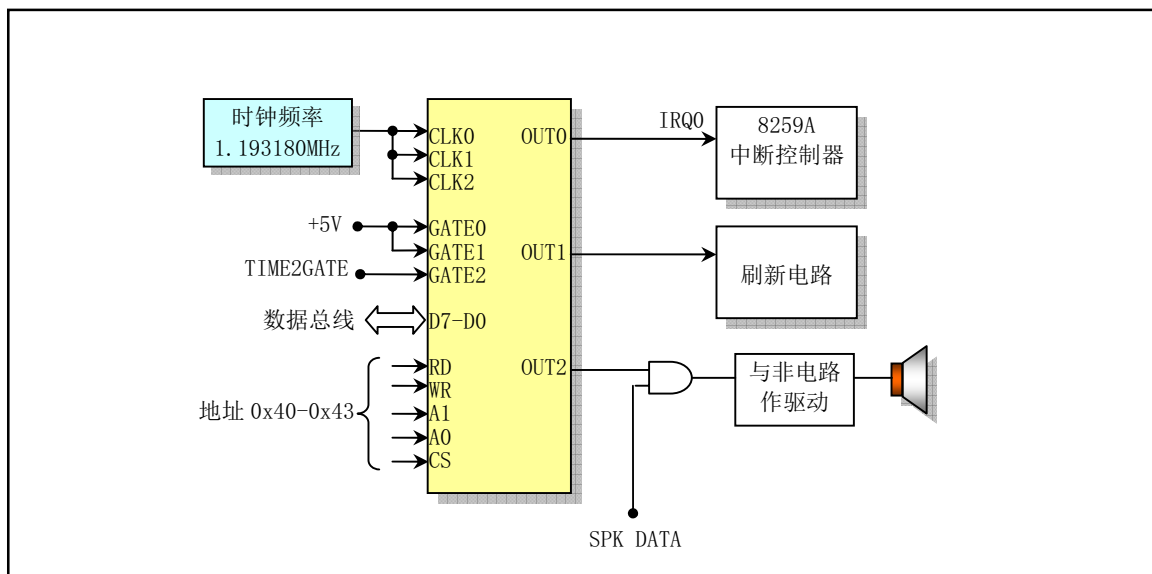 时钟频率
1.193180MHz
CLK0
CLK1
CLK2
OUT0
IRQ0
8259A
中断控制器
+5V
TIME2GATE
GATE0
GATE1
GATE2
OUT1
刷新电路
数据总线
D7-D0
地址 0x40-0x43
RD
WR
A1
A0
CS
OUT2
与非电路
作驱动
SPK DATA